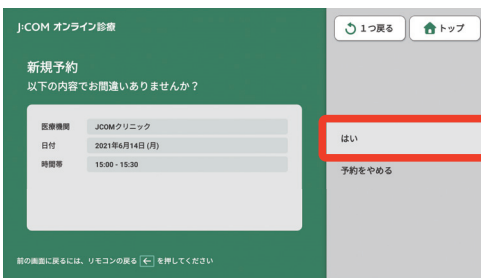 J:COM オンライン診療
1つ戻る
トップ
新規予約
以下の内容でお間違いありませんか？
医療機関 JCOMクリニック
日付 2021年6月14日(月)
時間帯 15:00 - 15:30
はい
予約をやめる
前の画面に戻るには、リモコンの戻る ← を押してください